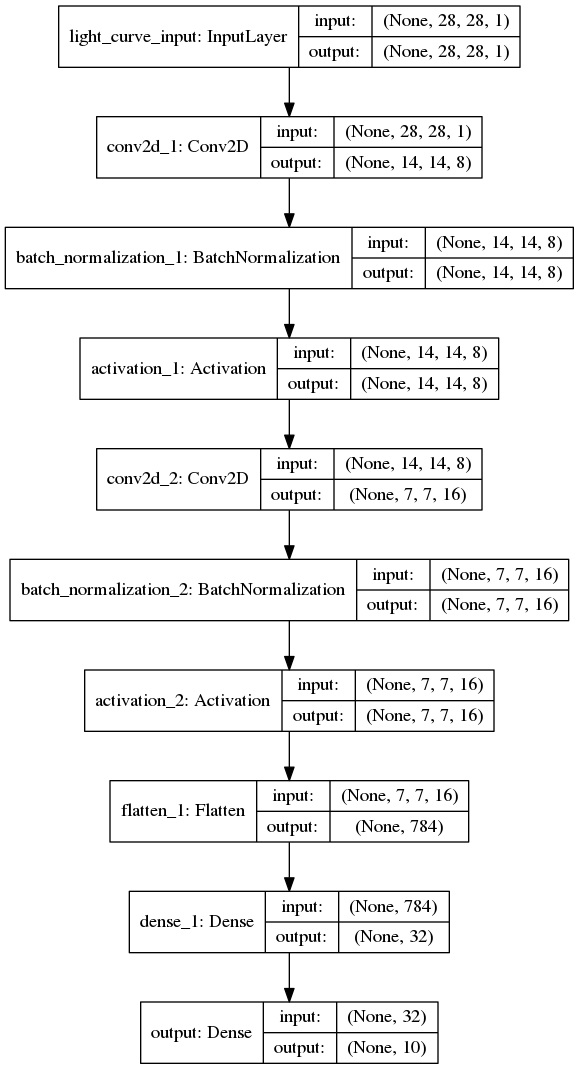 light_curve_input: InputLayer
input:
(None, 28, 28, 1)
output:
(None, 28, 28, 1)
conv2d_1: Conv2D
input:
(None, 28, 28, 1)
output:
(None, 14, 14, 8)
batch_normalization_1: BatchNormalization
input:
(None, 14, 14, 8)
output:
(None, 14, 14, 8)
activation_1: Activation
input:
(None, 14, 14, 8)
output:
(None, 14, 14, 8)
conv2d_2: Conv2D
input:
(None, 14, 14, 8)
output:
(None, 7, 7, 16)
batch_normalization_2: BatchNormalization
input:
(None, 7, 7, 16)
output:
(None, 7, 7, 16)
activation_2: Activation
input:
(None, 7, 7, 16)
output:
(None, 7, 7, 16)
flatten_1: Flatten
input:
(None, 7, 7, 16)
output:
(None, 784)
dense_1: Dense
input:
(None, 784)
output:
(None, 32)
output: Dense
input:
(None, 32)
output:
(None, 10)